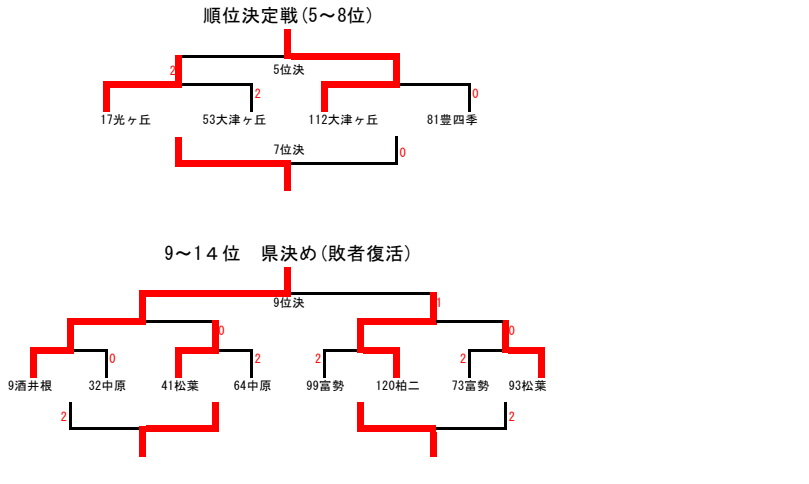 順位決定戦(5～8位)
5位決
2
2
0
17光ヶ丘 53大津ヶ丘 112大津ヶ丘 81豊四季
7位決
0
9～1４位　県決め(敗者復活)
9位決
1
0
0
0
2
2
2
9酒井根 32中原 41松葉 64中原 99富勢 120柏二 73富勢 93松葉
2
2